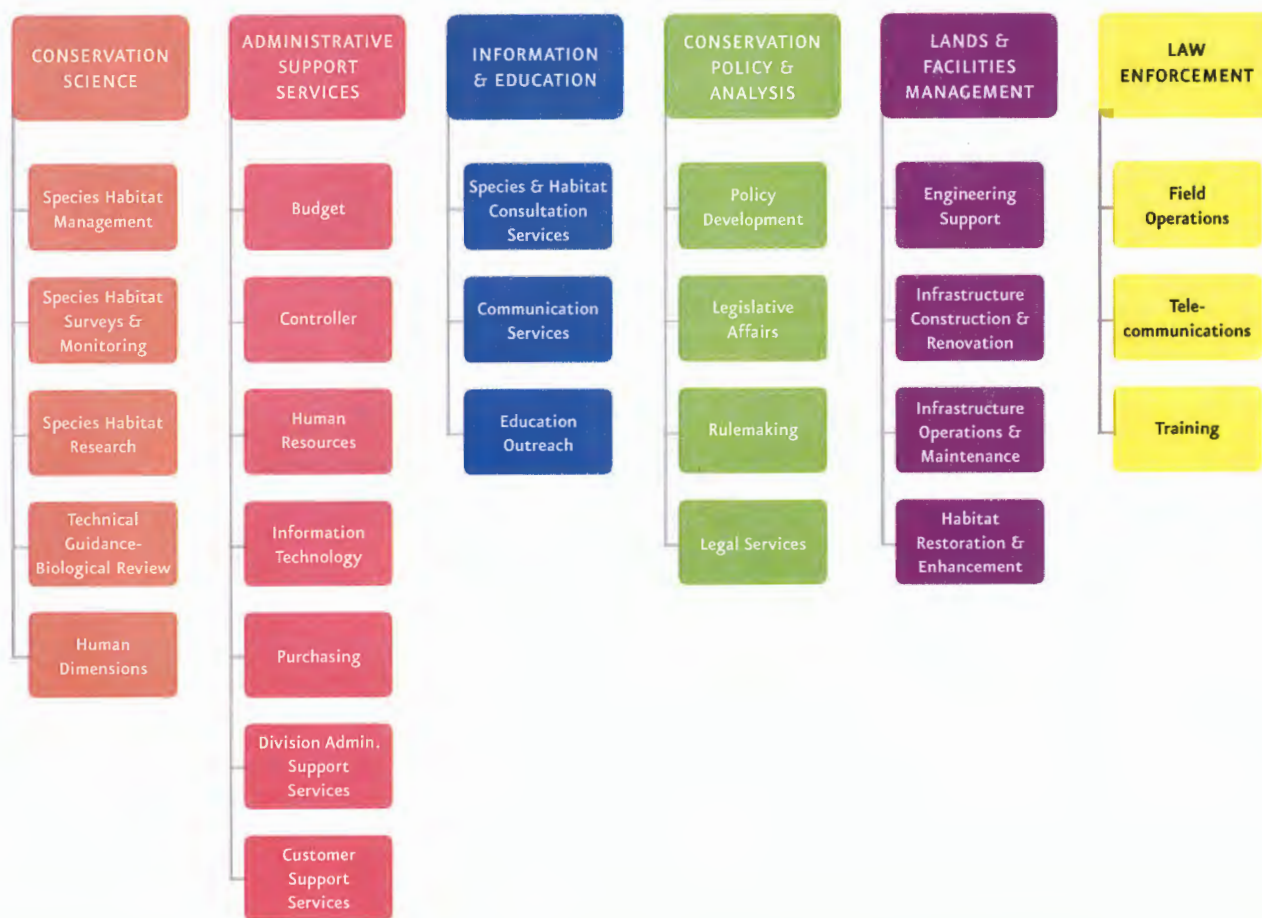 CONSERVATION
SCIENCE
Species Habitat
Management
Species Habitat
Surveys &
Monitoring
Species Habitat
Research
Technical
Guidance-
Biological Review
Human
Dimensions
ADMINISTRATIVE
SUPPORT
SERVICES
Budget
Controller
Human
Resources
Information
Technology
Purchasing
Division Admin.
Support
Services
Customer
Support
Services
INFORMATION
& EDUCATION
Species & Habitat
Consultation
Services
Communication
Services
Education
Outreach
CONSERVATION
POLICY &
ANALYSIS
Policy
Development
Legislative
Affairs
Rulemaking
Legal Services
LANDS &
FACILITIES
MANAGEMENT
Engineering
Support
Infrastructure
Construction &
Renovation
Infrastructure
Operations &
Maintenance
Habitat
Restoration &
Enhancement
LAW
ENFORCEMENT
Field
Operations
Tele-
communications
Training